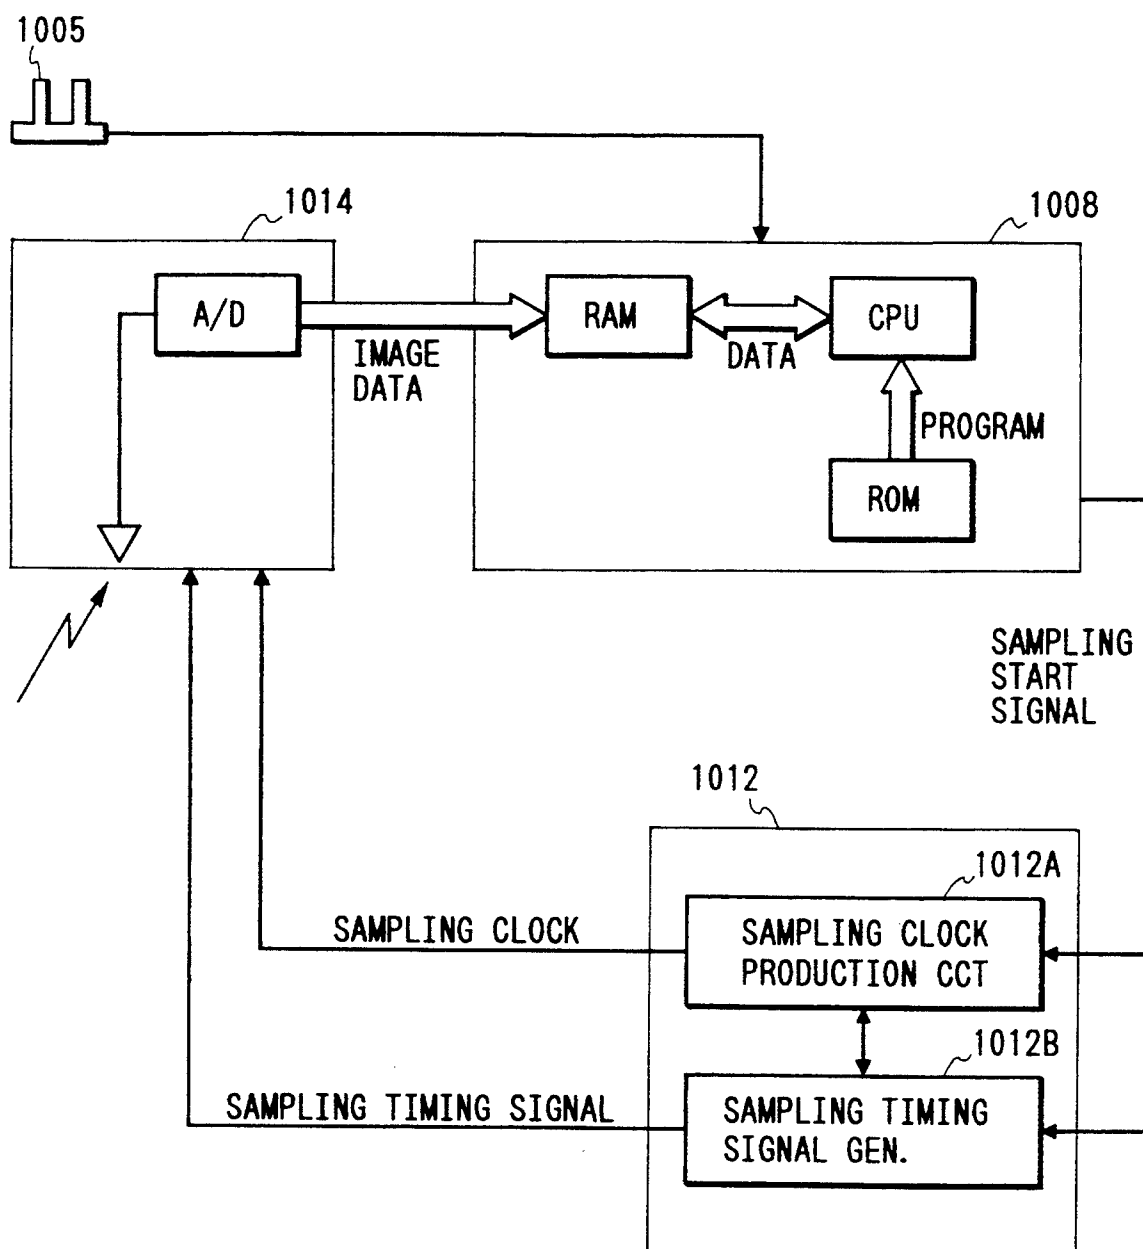 1005
1014
1008
A/D
RAM
CPU
IMAGE
DATA
DATA
PROGRAM
ROM
SAMPLING
START
SIGNAL
1012
1012A
SAMPLING CLOCK
SAMPLING CLOCK
PRODUCTION CCT
1012B
SAMPLING TIMING SIGNAL
SAMPLING TIMING
SIGNAL GEN.